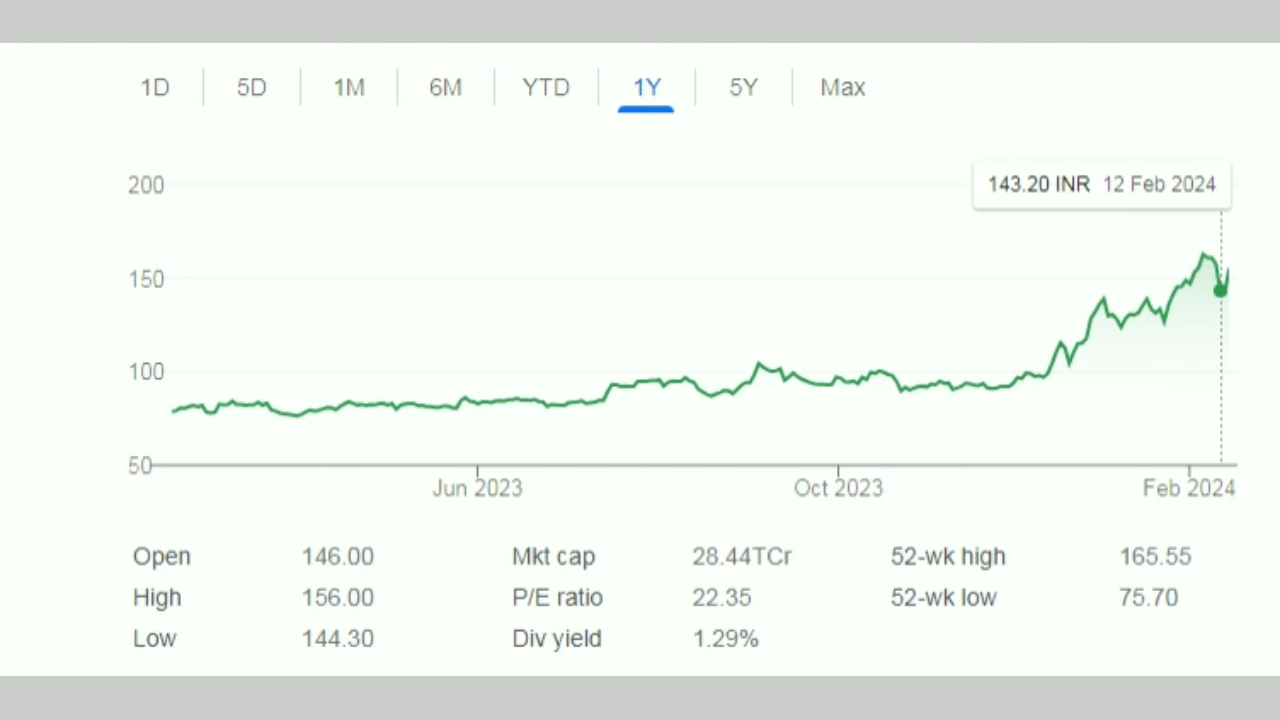 1D 5D 1M 6M YTD 1Y 5Y Max
200
143.20 INR 12 Feb 2024
150
100
50
Jun 2023 Oct 2023 Feb 2024
Open 146.00 Mkt cap 28.44TCr 52-wk high 165.55
High 156.00 P/E ratio 22.35 52-wk low 75.70
Low 144.30 Div yield 1.29%